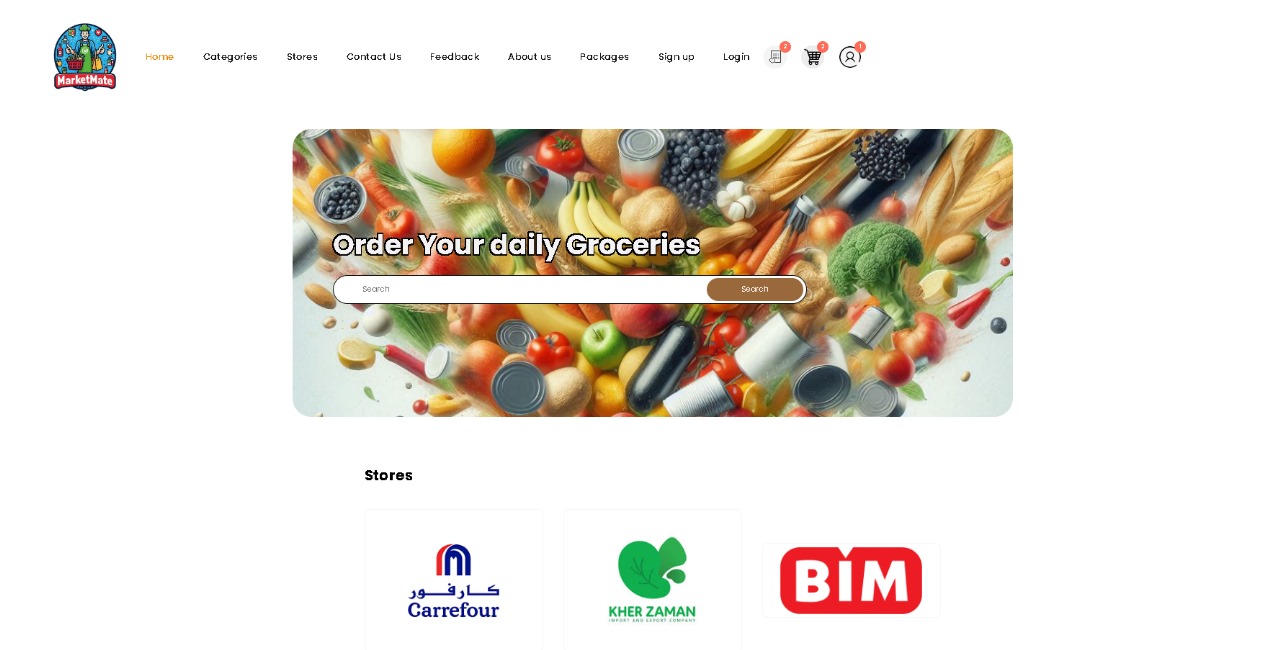 MarketMate
Home
Categories
Stores
Contact Us
Feedback
About us
Packages
Sign up
Login
2
1
Order Your daily Groceries
Search
Search
Stores
كارفور
Carrefour
KHER ZAMAN
IMPORT AND EXPORT COMPANY
BIM